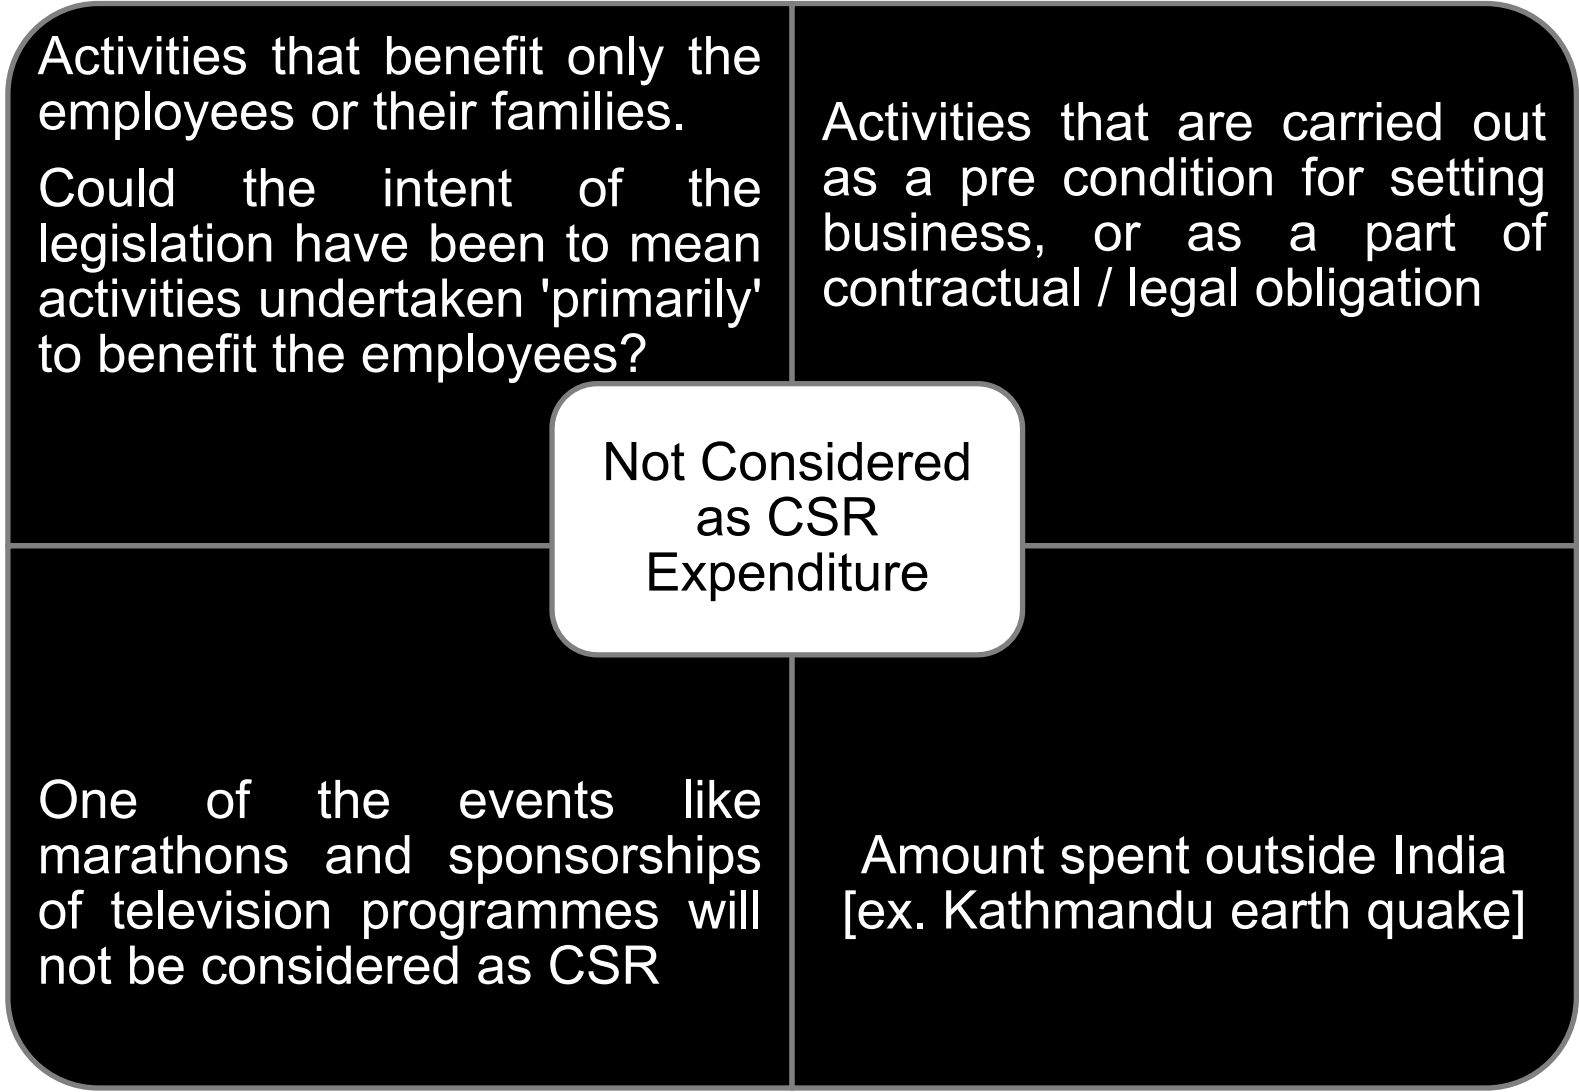 Activities that benefit only the
employees or their families.
Could the intent of the
legislation have been to mean
activities undertaken 'primarily'
to benefit the employees?
Activities that are carried out
as a pre condition for setting
business, or as a part of
contractual / legal obligation
Not Considered
as CSR
Expenditure
One of the events like
marathons and sponsorships
of television programmes will
not be considered as CSR
Amount spent outside India
[ex. Kathmandu earth quake]